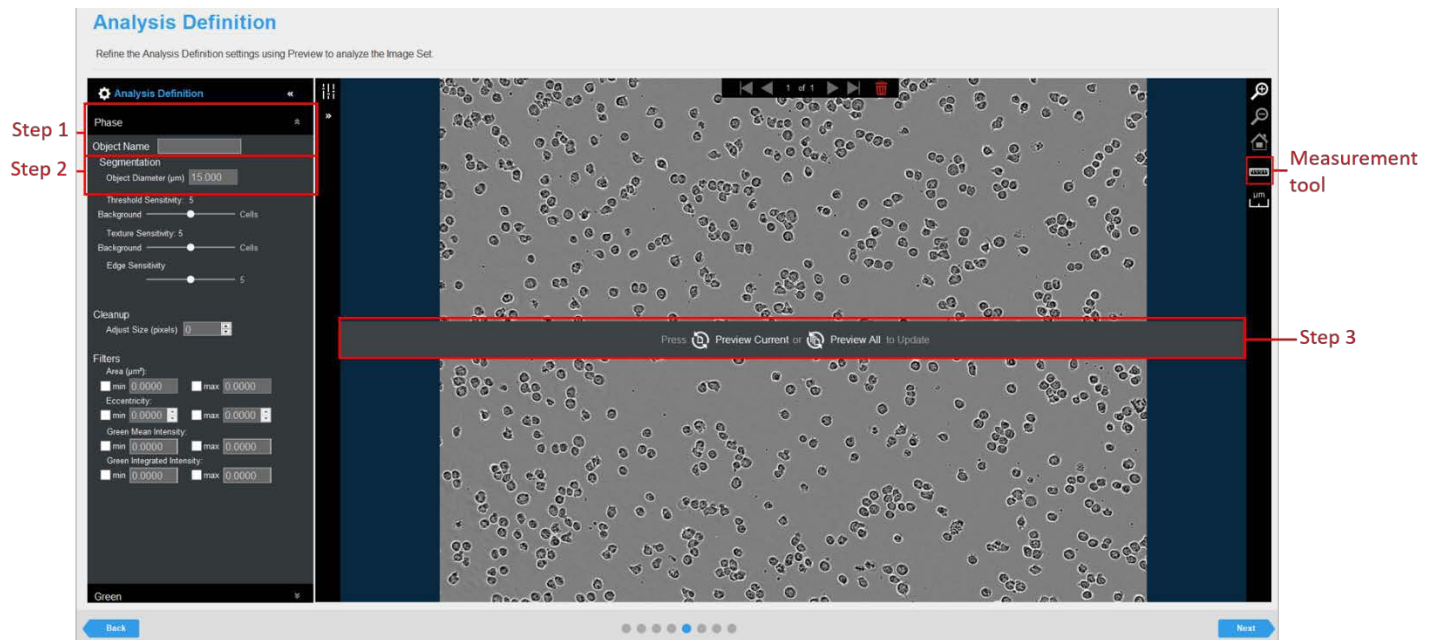 Analysis Definition
Refine the Analysis Definition settings using Preview to analyze the Image Set.
Analysis Definition «
1 of 1
Step 1
Phase
Object Name
Step 2
Segmentation
Object Diameter (µm) 15.000
Measurement
tool
µm
Threshold Sensitivity: 5
Background Cells
Texture Sensitivity: 5
Background Cells
Edge Sensitivity
5
Cleanup
Adjust Size (pixels) 0
Press Preview Current or Preview All to Update
Step 3
Filters
Area (µm²):
min 0.0000 max 0.0000
Eccentricity:
min 0.0000 max 0.0000
Green Mean Intensity:
min 0.0000 max 0.0000
Green Integrated Intensity:
min 0.0000 max 0.0000
Green
Back
Next